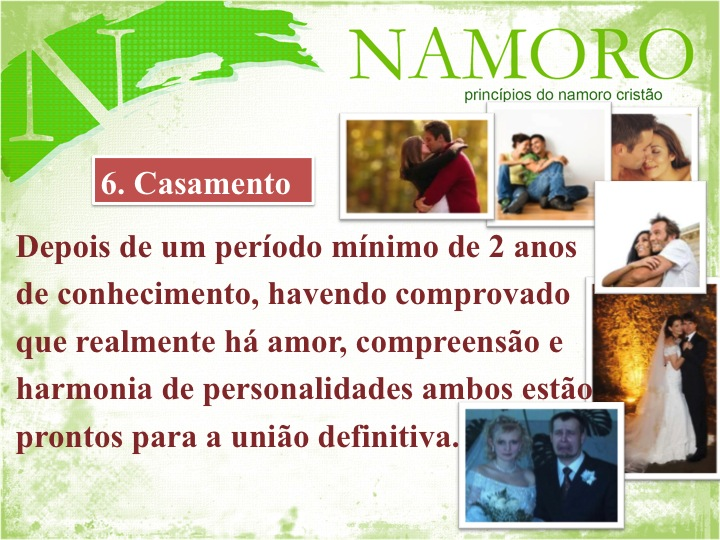 N
NAMORO
princípios do namoro cristão
6. Casamento
Depois de um período mínimo de 2 anos
de conhecimento, havendo comprovado
que realmente há amor, compreensão e
harmonia de personalidades ambos estão
prontos para a união definitiva.